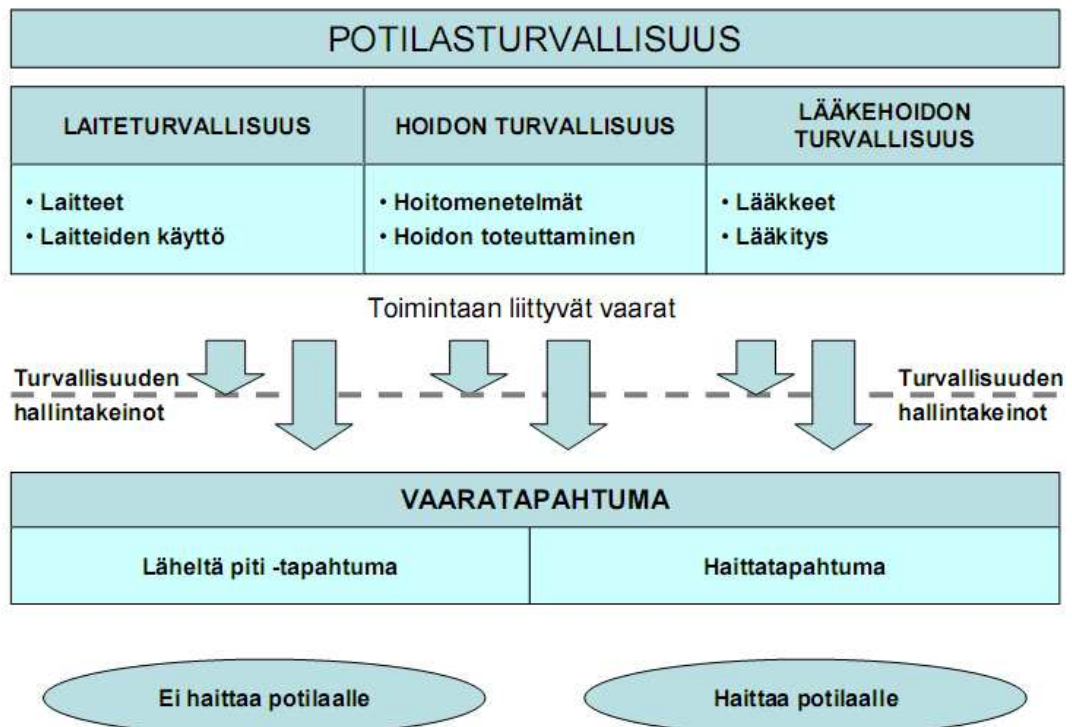 POTILASTURVALLISUUS
LAITETURVALLISUUS
HOIDON TURVALLISUUS
LÄÄKEHOIDON
TURVALLISUUS
• Laitteet
• Laitteiden käyttö
• Hoitomenetelmät
• Hoidon toteuttaminen
• Lääkkeet
• Lääkitys
Toimintaan liittyvät vaarat
Turvallisuuden
hallintakeinot
Turvallisuuden
hallintakeinot
VAARATAPAHTUMA
Läheltä piti -tapahtuma
Haittatapahtuma
Ei haittaa potilaalle
Haittaa potilaalle